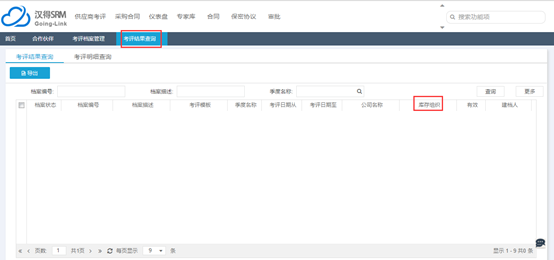 汉得SRM
Going-Link
供应商考评 采购合同 仪表盘 专家库 合同 保密协议 审批
搜索功能项
首页 合作伙伴 考评档案管理 考评结果查询
考评结果查询 考评明细查询
导出
档案编号: 档案描述: 季度名称: 查询 更多
档案状态 档案编号 档案描述 考评模板 季度名称 考评日期从 考评日期至 公司名称 库存组织 有效 建档人
页数: 1 共1页 每页显示 9 条 显示 1 - 9 共0 条